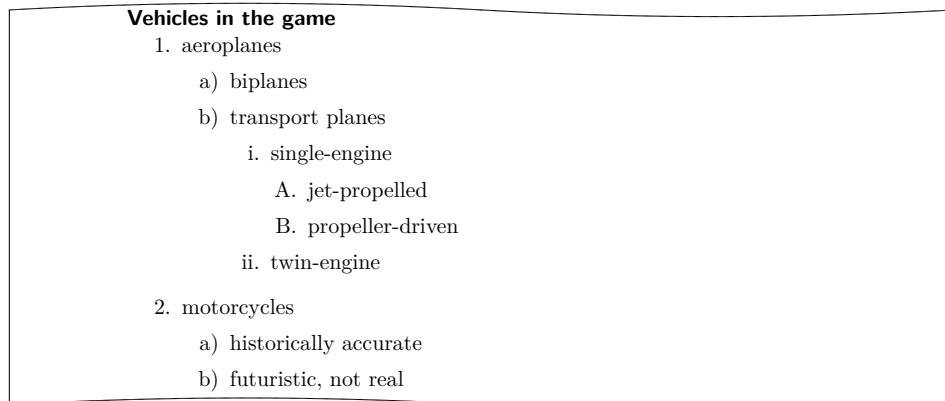 Vehicles in the game
1. aeroplanes
a) biplanes
b) transport planes
i. single-engine
A. jet-propelled
B. propeller-driven
ii. twin-engine
2. motorcycles
a) historically accurate
b) futuristic, not real